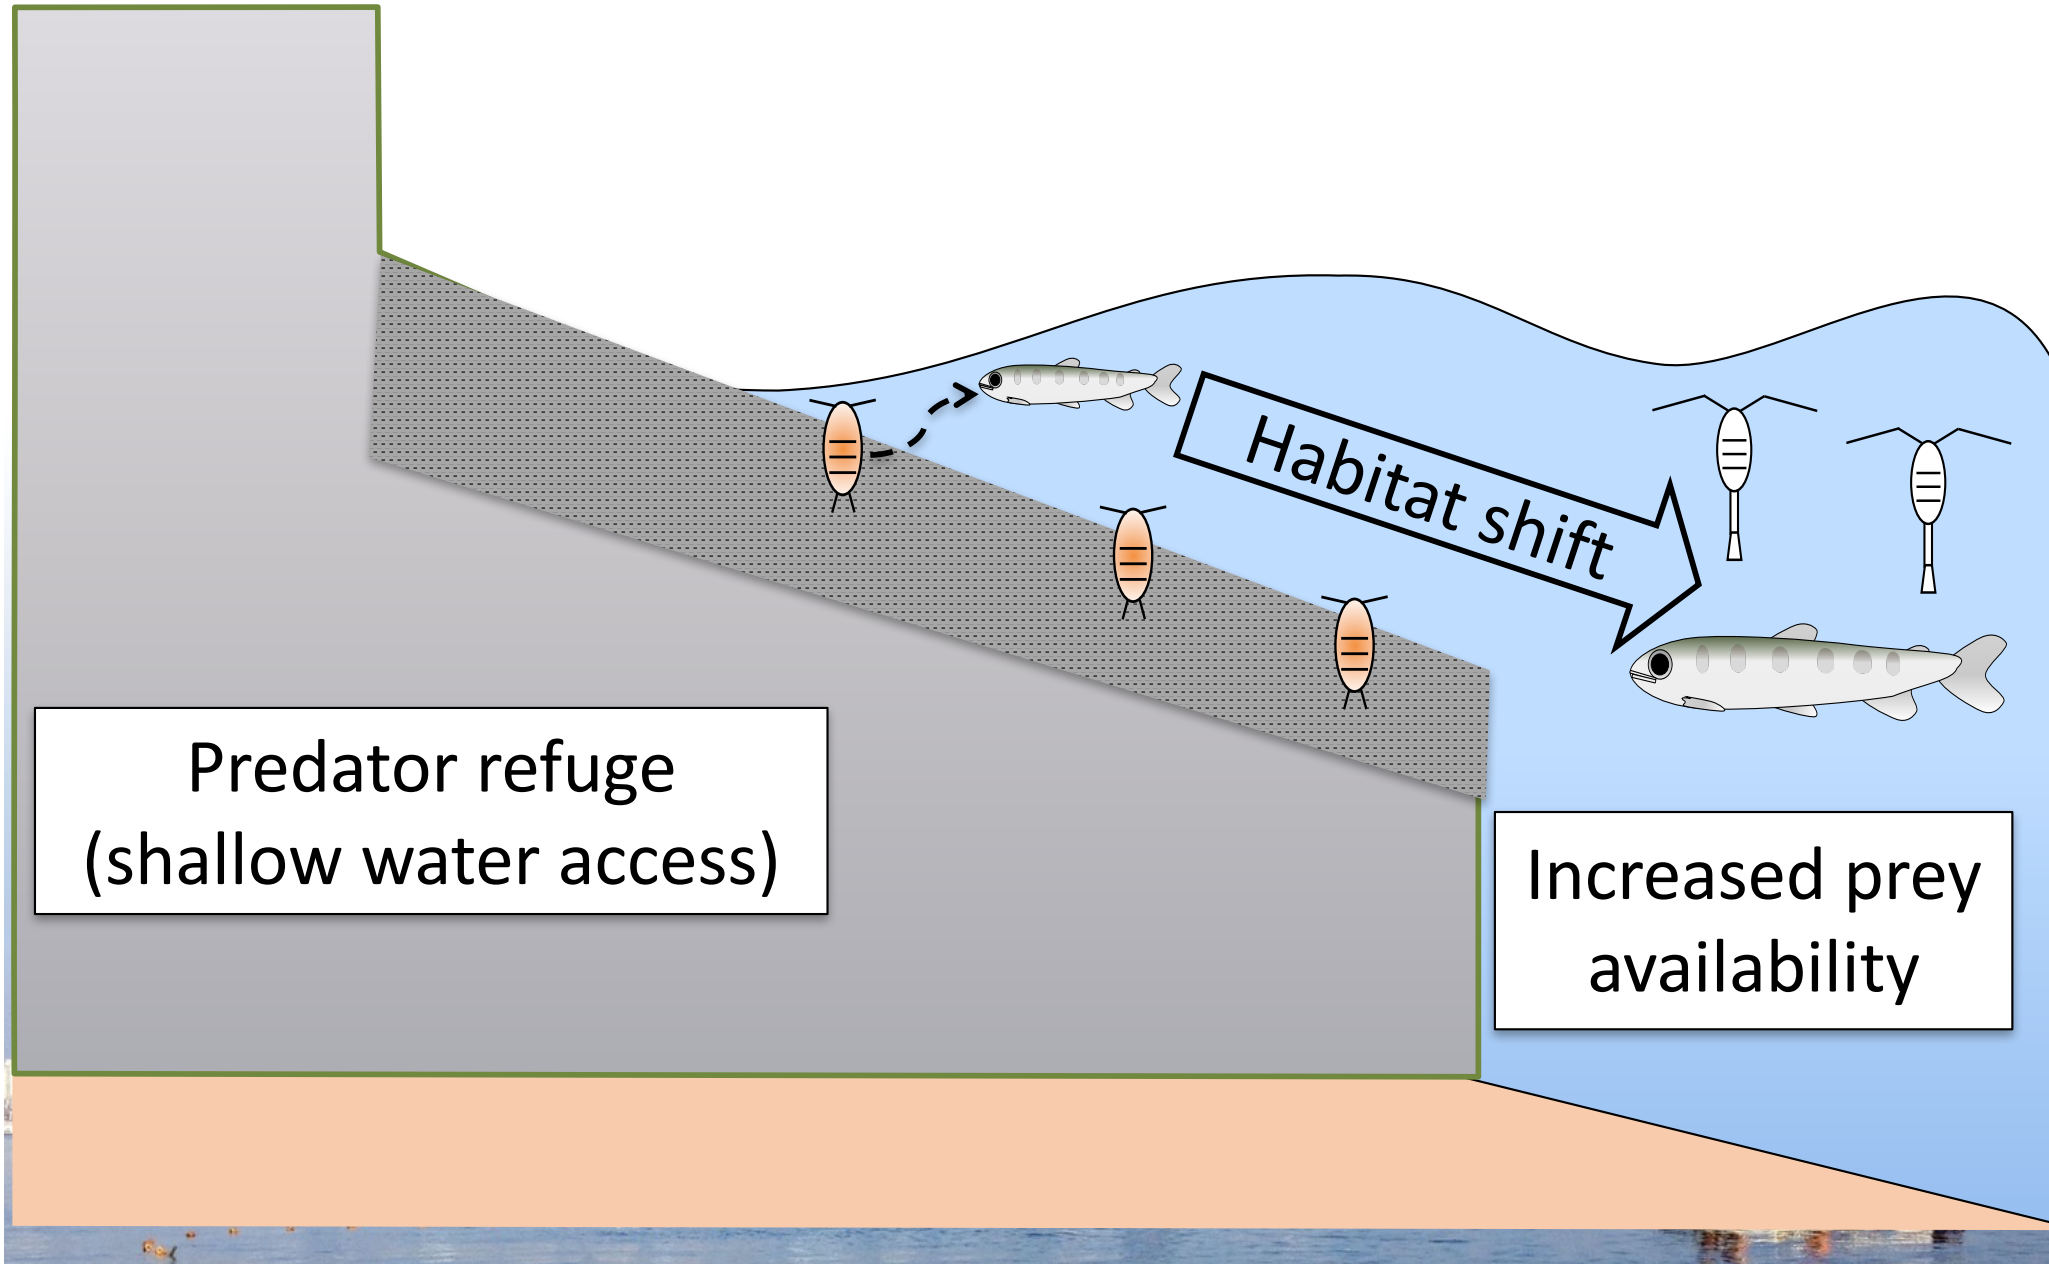 Habitat shift
Predator refuge
(shallow water access)
Increased prey
availability